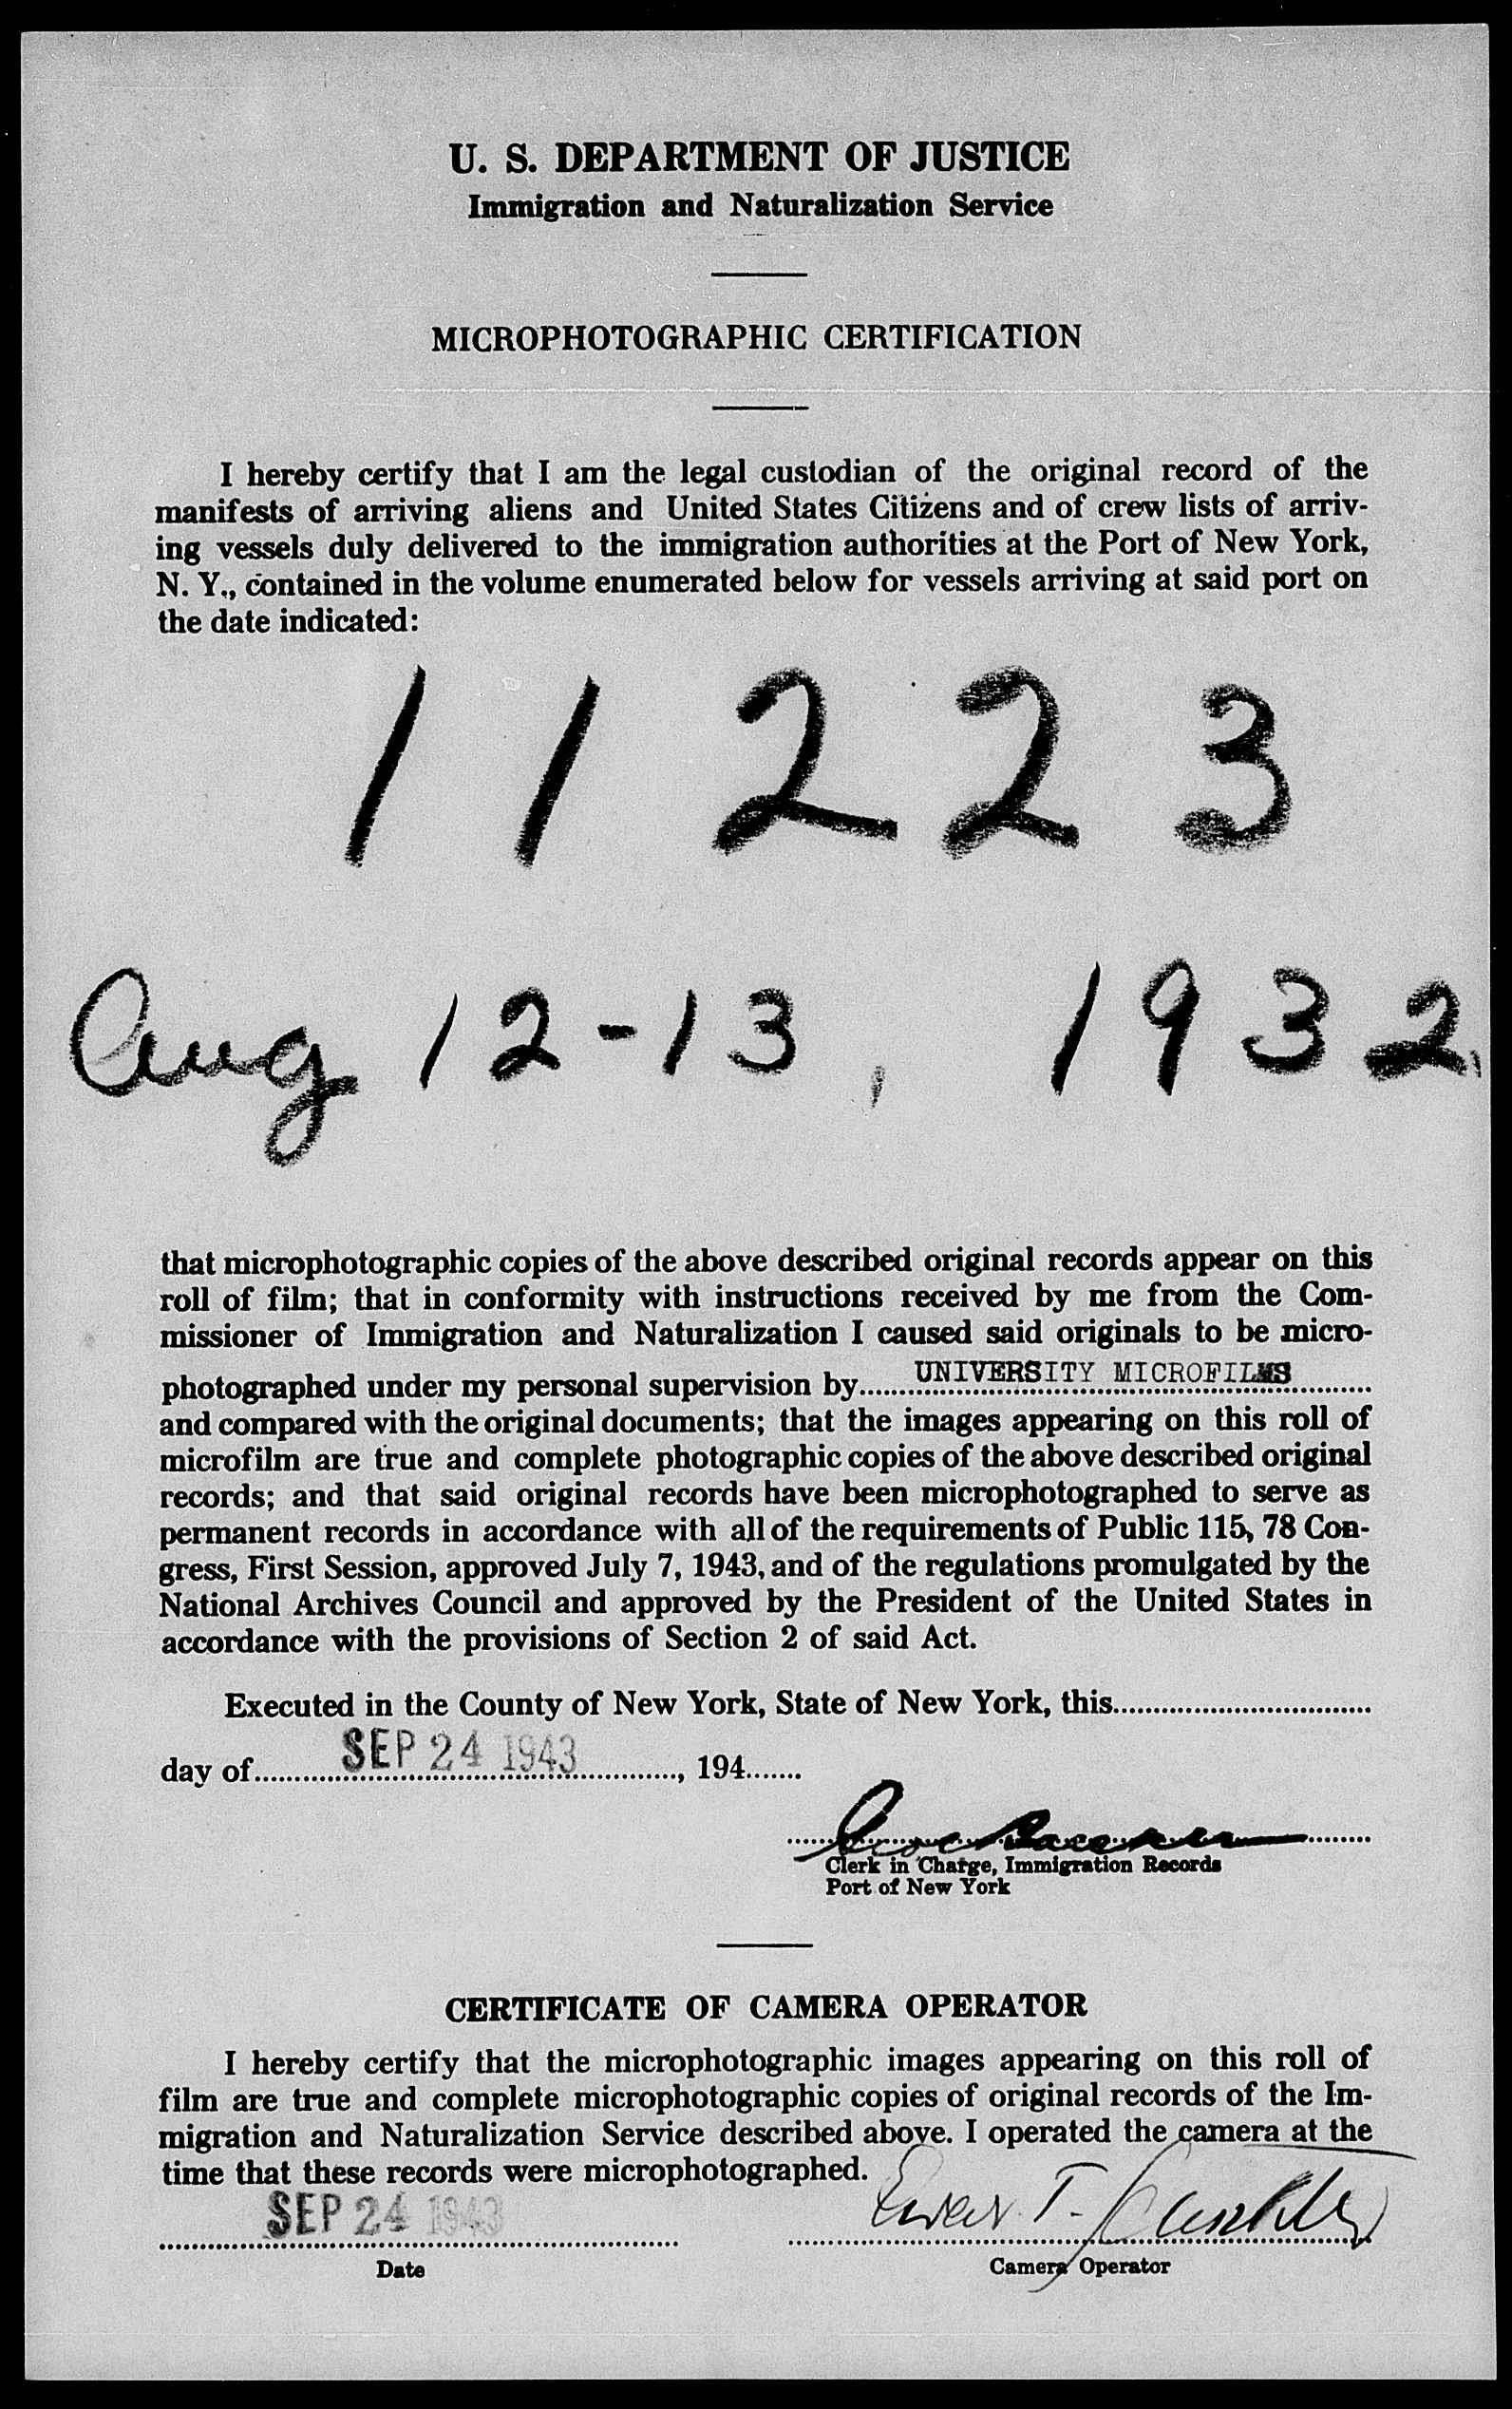 U. S. DEPARTMENT OF JUSTICE
Immigration and Naturalization Service
MICROPHOTOGRAPHIC CERTIFICATION
I hereby certify that I am the legal custodian of the original record of the
manifests of arriving aliens and United States Citizens and of crew lists of arriv-
ing vessels duly delivered to the immigration authorities at the Port of New York,
N. Y., contained in the volume enumerated below for vessels arriving at said port on
the date indicated:
11223
Aug 12-13, 1932
that microphotographic copies of the above described original records appear on this
roll of film; that in conformity with instructions received by me from the Com-
missioner of Immigration and Naturalization I caused said originals to be micro-
photographed under my personal supervision by UNIVERSITY MICROFILMS
and compared with the original documents; that the images appearing on this roll of
microfilm are true and complete photographic copies of the above described original
records; and that said original records have been microphotographed to serve as
permanent records in accordance with all of the requirements of Public 115, 78 Con-
gress, First Session, approved July 7, 1943, and of the regulations promulgated by the
National Archives Council and approved by the President of the United States in
accordance with the provisions of Section 2 of said Act.
Executed in the County of New York, State of New York, this
day of SEP 24 1943, 194
Clerk in Charge, Immigration Records
Port of New York
CERTIFICATE OF CAMERA OPERATOR
I hereby certify that the microphotographic images appearing on this roll of
film are true and complete microphotographic copies of original records of the Im-
migration and Naturalization Service described above. I operated the camera at the
time that these records were microphotographed.
SEP 24 1943
T.
Date
Camera Operator